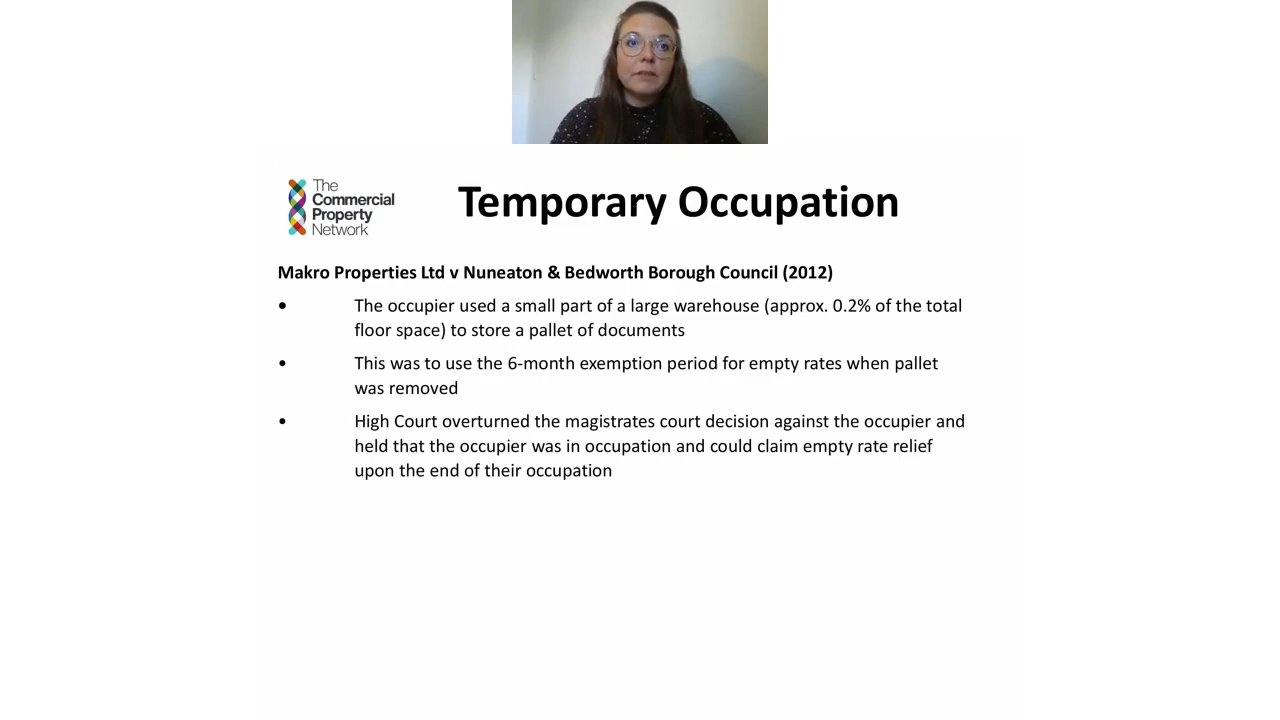 The
Commercial
Property
Network
Temporary Occupation
Makro Properties Ltd v Nuneaton & Bedworth Borough Council (2012)
• The occupier used a small part of a large warehouse (approx. 0.2% of the total
floor space) to store a pallet of documents
• This was to use the 6-month exemption period for empty rates when pallet
was removed
• High Court overturned the magistrates court decision against the occupier and
held that the occupier was in occupation and could claim empty rate relief
upon the end of their occupation